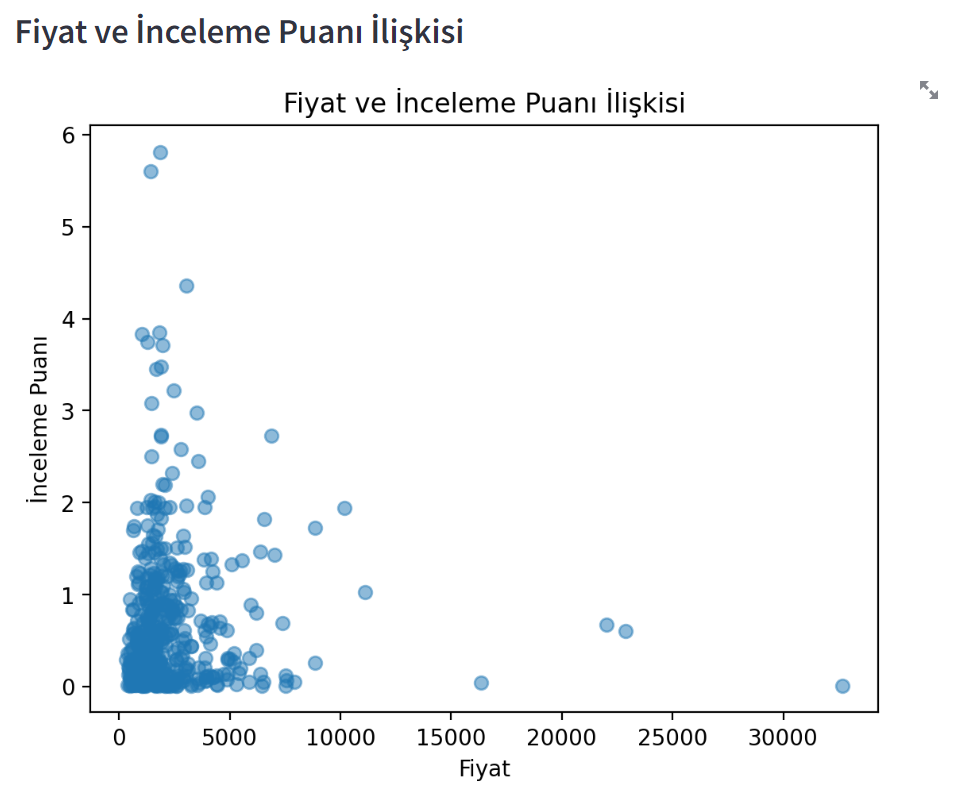 Fiyat ve İnceleme Puanı İlişkisi
Fiyat ve İnceleme Puanı İlişkisi
6
5
4
3
2
1
0
İnceleme Puanı
0 5000 10000 15000 20000 25000 30000
Fiyat